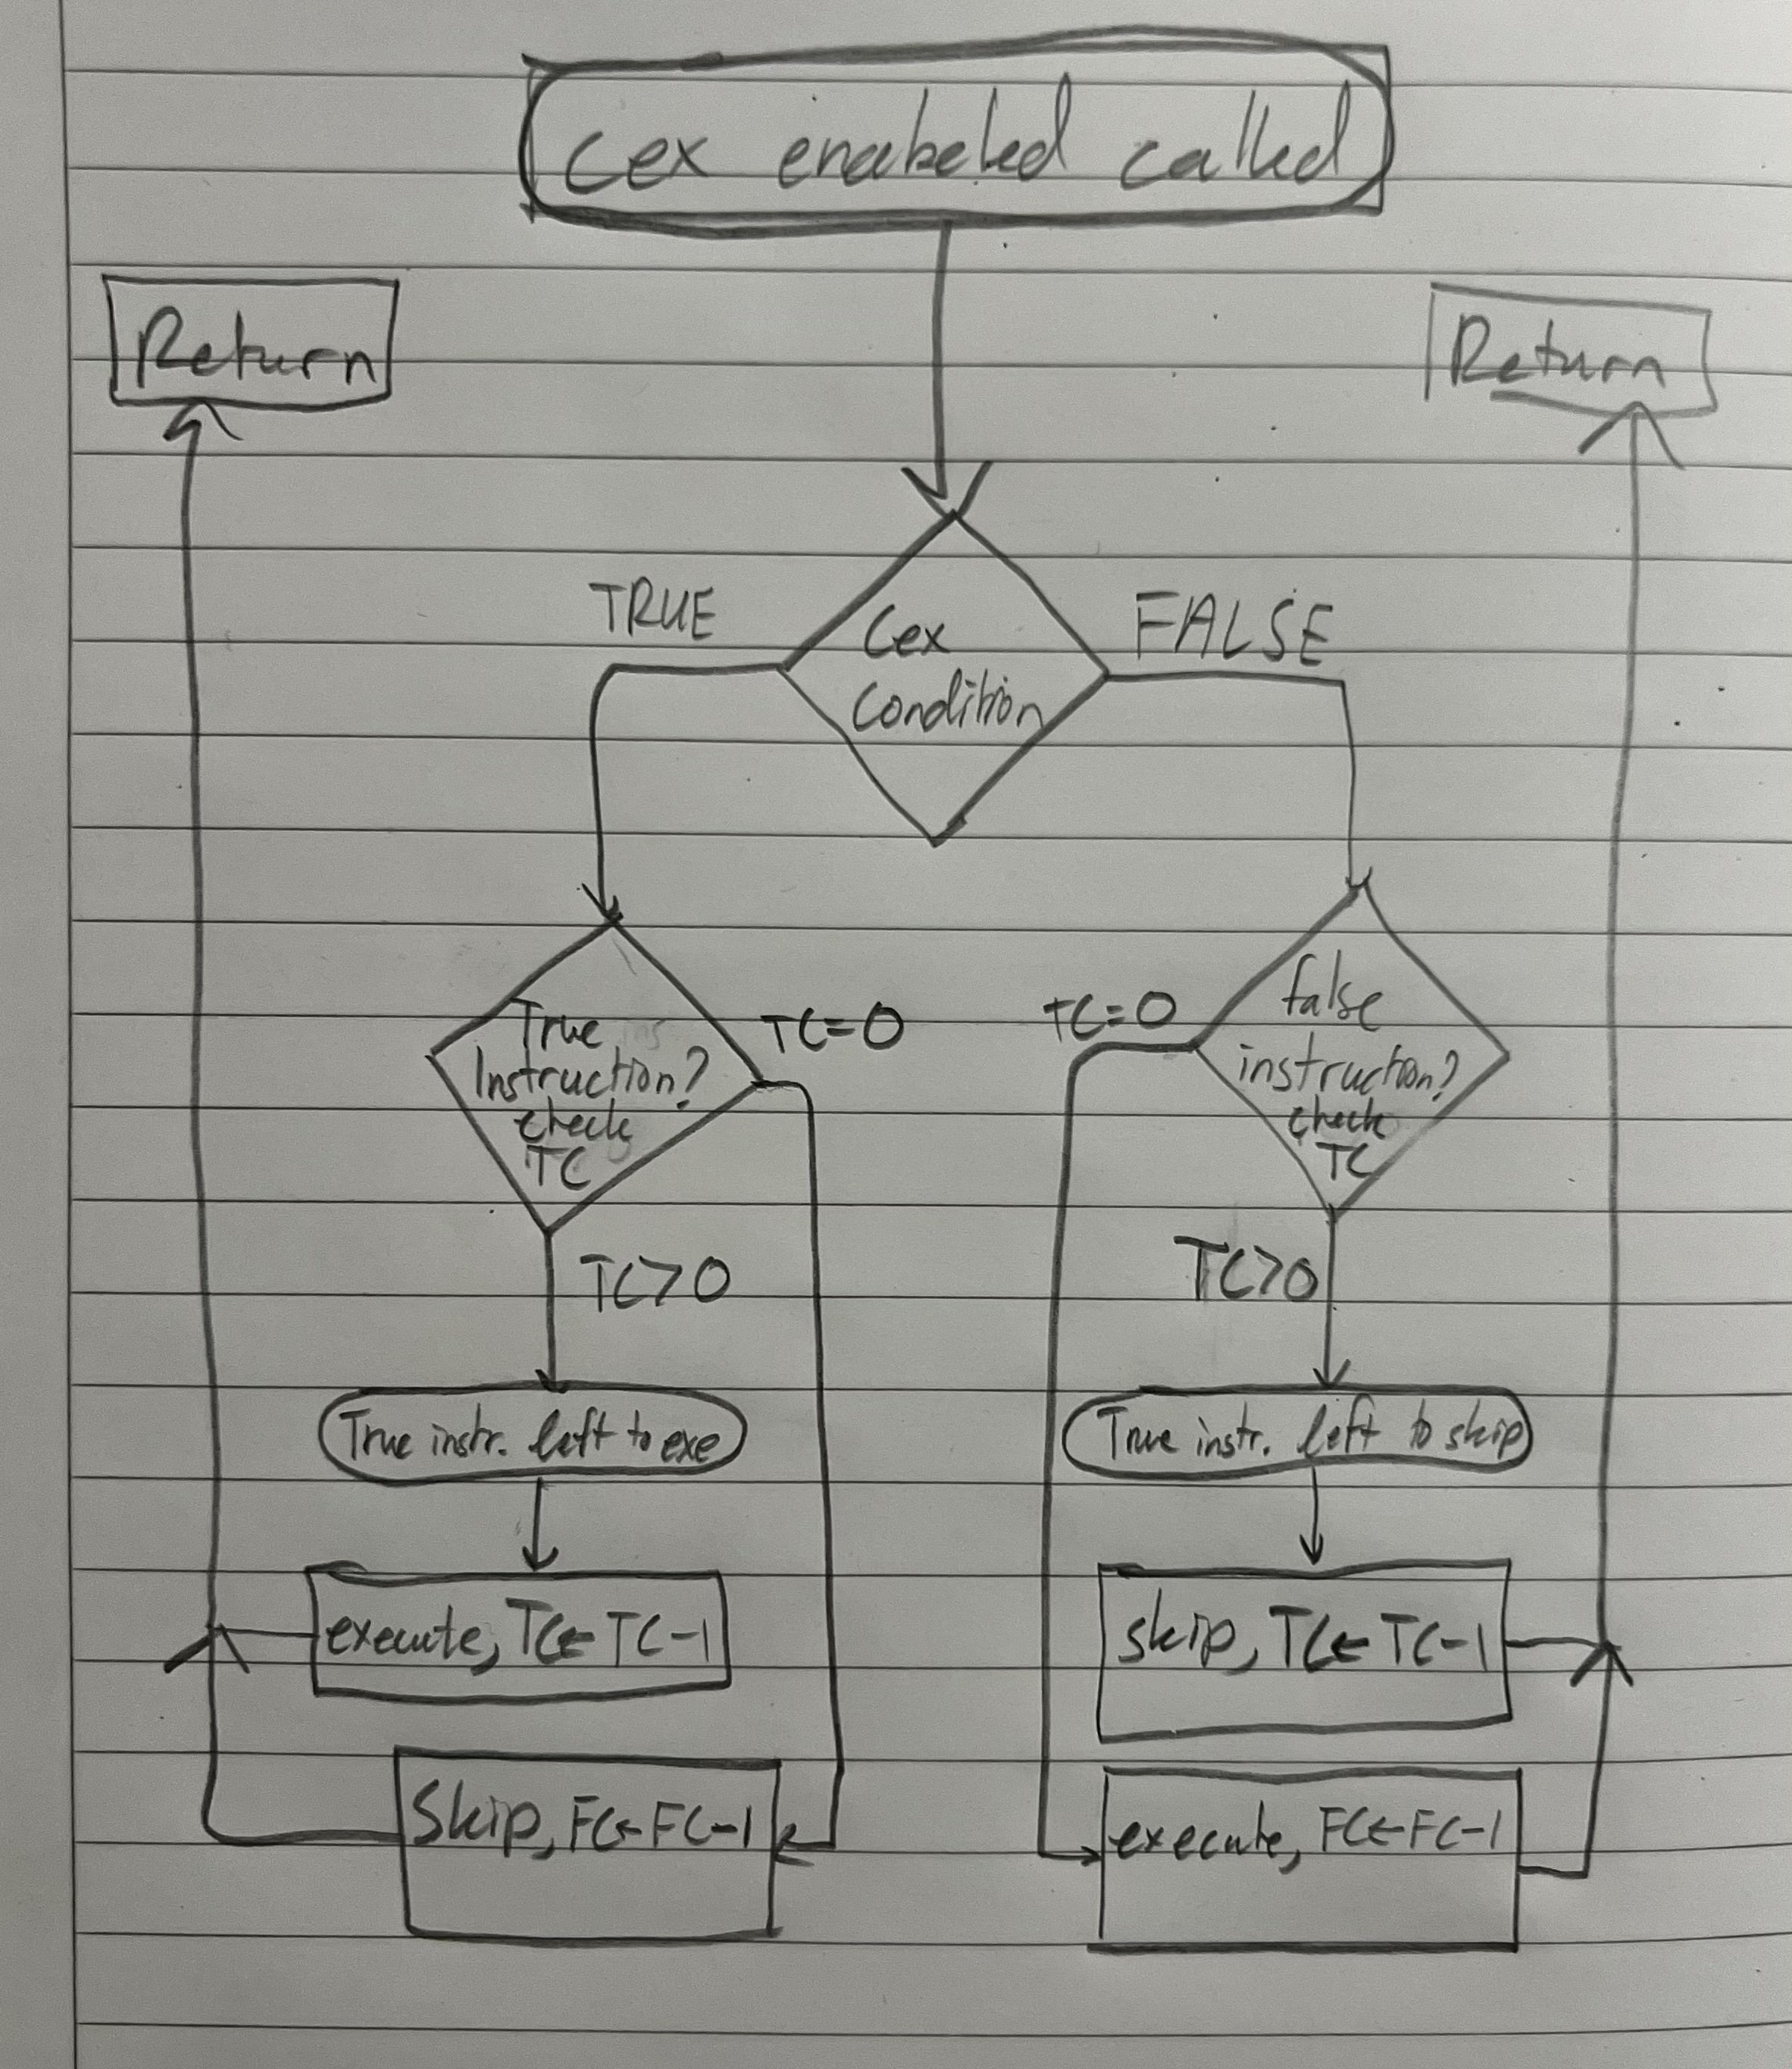 Cex enabeled called
Return
Return
TRUE
FALSE
Cex
Condition
True
Instruction?
check
TC
TC=0
TC=0
false
instruction?
check
TC
TC>0
TC>0
True instr. left to exe
True instr. left to skip
execute, TC← TC-1
skip, TC← TC-1
Skip, FC← FC-1
execute, FC←FC-1